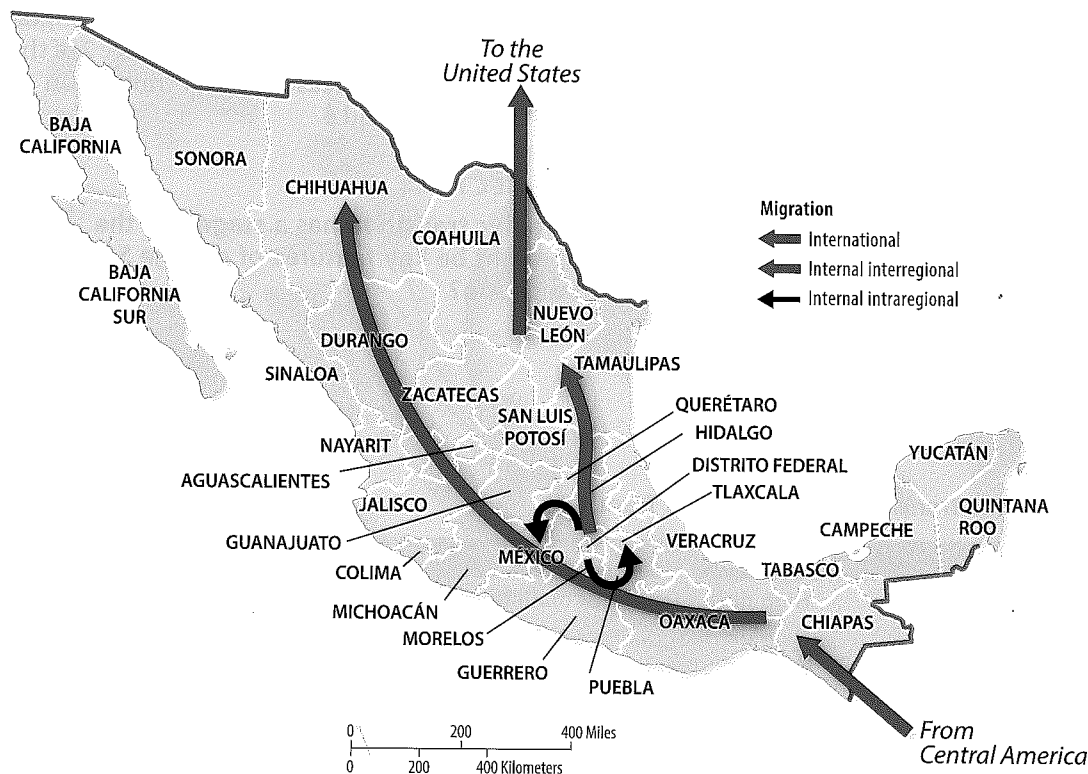 To the
United States
BAJA
CALIFORNIA
SONORA
CHIHUAHUA
COAHUILA
Migration
International
Internal interregional
Internal intraregional
BAJA
CALIFORNIA
SUR
NUEVO
LEÓN
DURANGO
SINALOA
TAMAULIPAS
ZACATECAS
SAN LUIS
POTOSÍ
QUERÉTARO
HIDALGO
NAYARIT
DISTRITO FEDERAL
YUCATÁN
AGUASCALIENTES
TLAXCALA
JALISCO
QUINTANA
ROO
GUANAJUATO
VERACRUZ
CAMPECHE
MÉXICO
COLIMA
TABASCO
MICHOACÁN
MORELOS
OAXACA
CHIAPAS
GUERRERO
PUEBLA
0 200 400 Miles
0 200 400 Kilometers
From
Central America